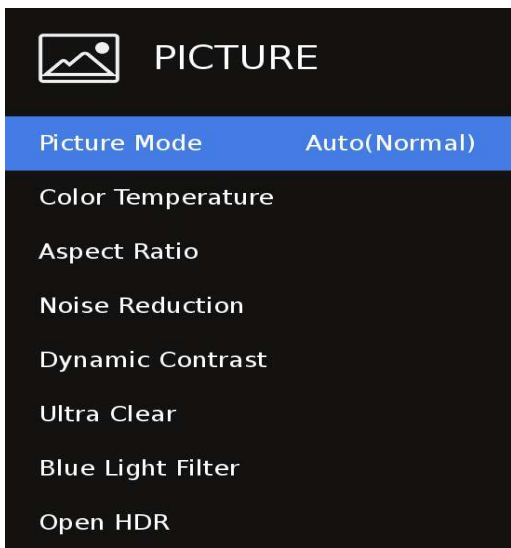 PICTURE
Picture Mode Auto(Normal)
Color Temperature
Aspect Ratio
Noise Reduction
Dynamic Contrast
Ultra Clear
Blue Light Filter
Open HDR